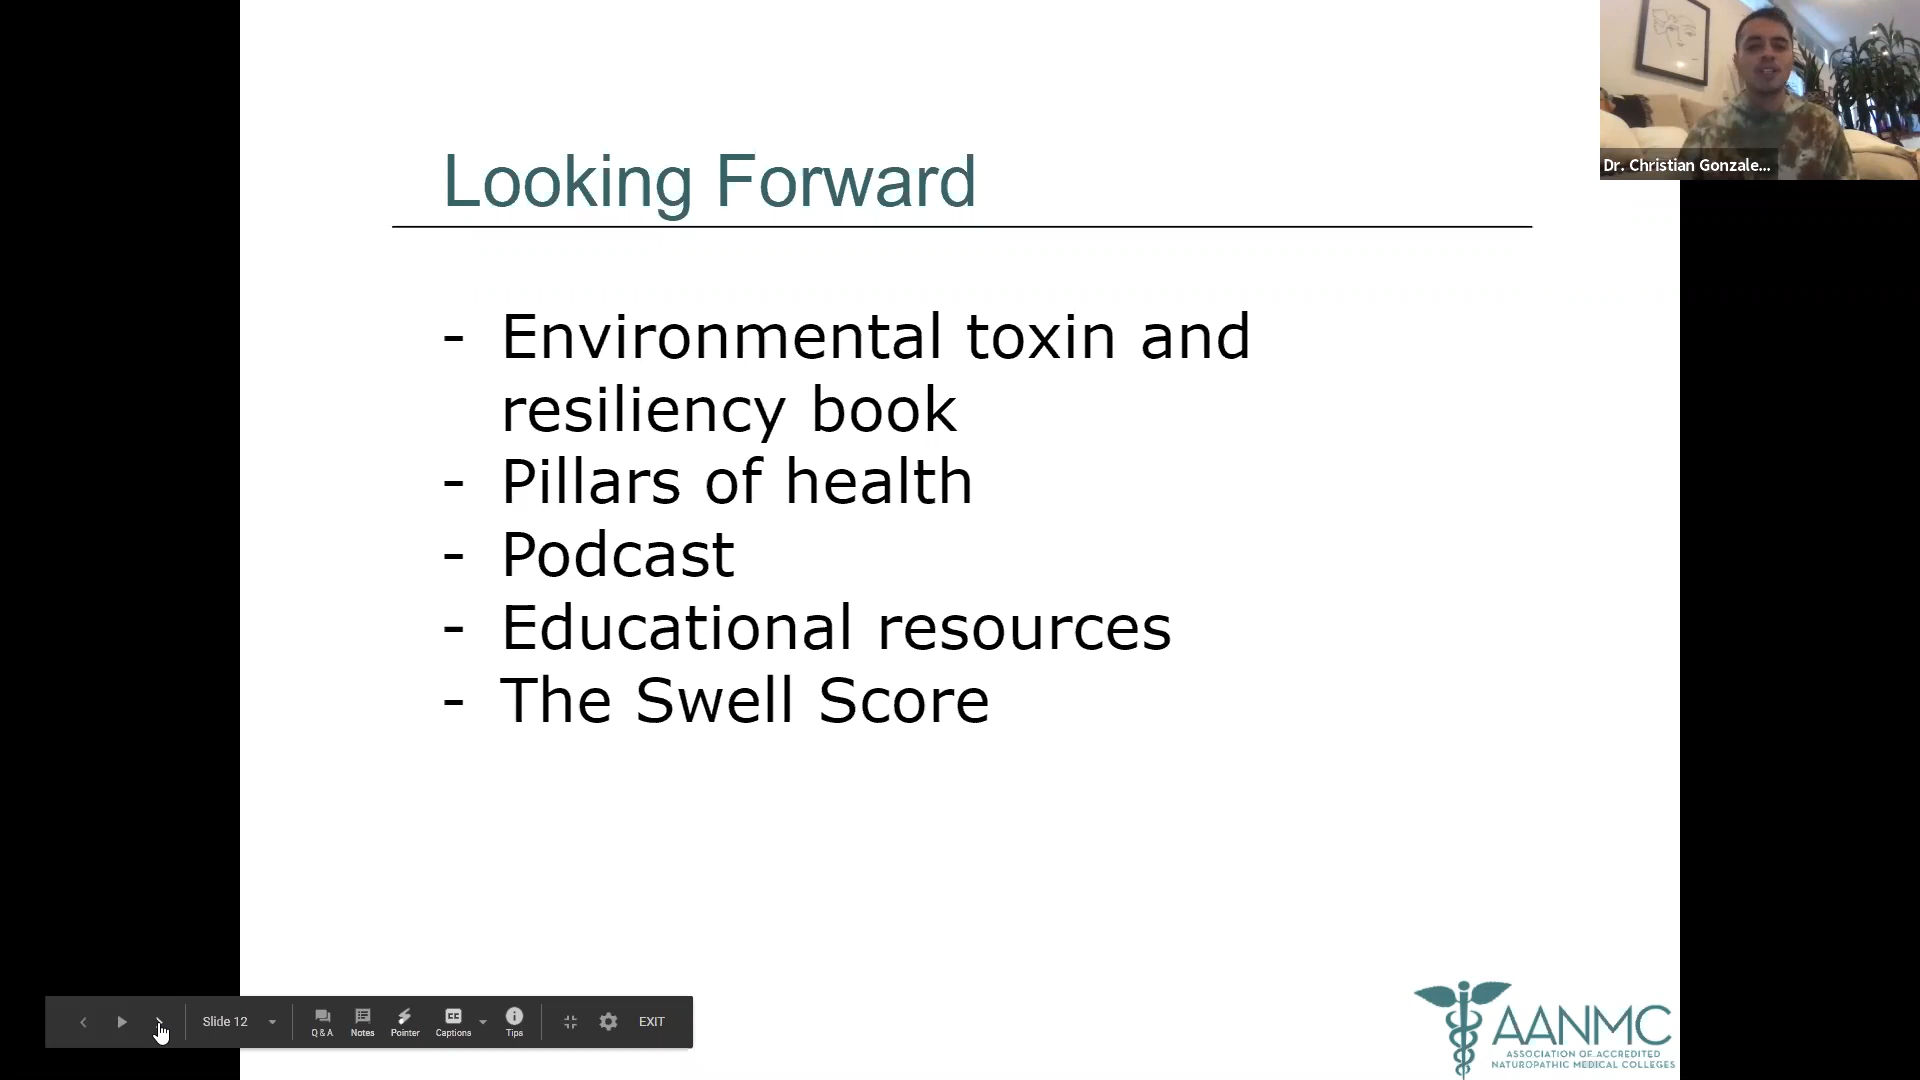 Looking Forward
Dr. Christian Gonzale...
- Environmental toxin and
resiliency book
- Pillars of health
- Podcast
- Educational resources
- The Swell Score
Slide 12
Q & A
Notes
Pointer
CC
Captions
Tips
EXIT
AANMC
ASSOCIATION OF ACCREDITED
NATUROPATHIC MEDICAL COLLEGES